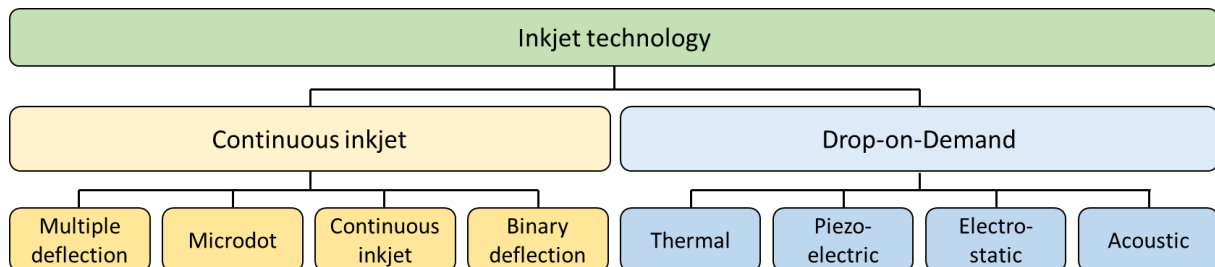 Inkjet technology
Continuous inkjet
Drop-on-Demand
Multiple
deflection
Microdot
Continuous
inkjet
Binary
deflection
Thermal
Piezo-
electric
Electro-
static
Acoustic